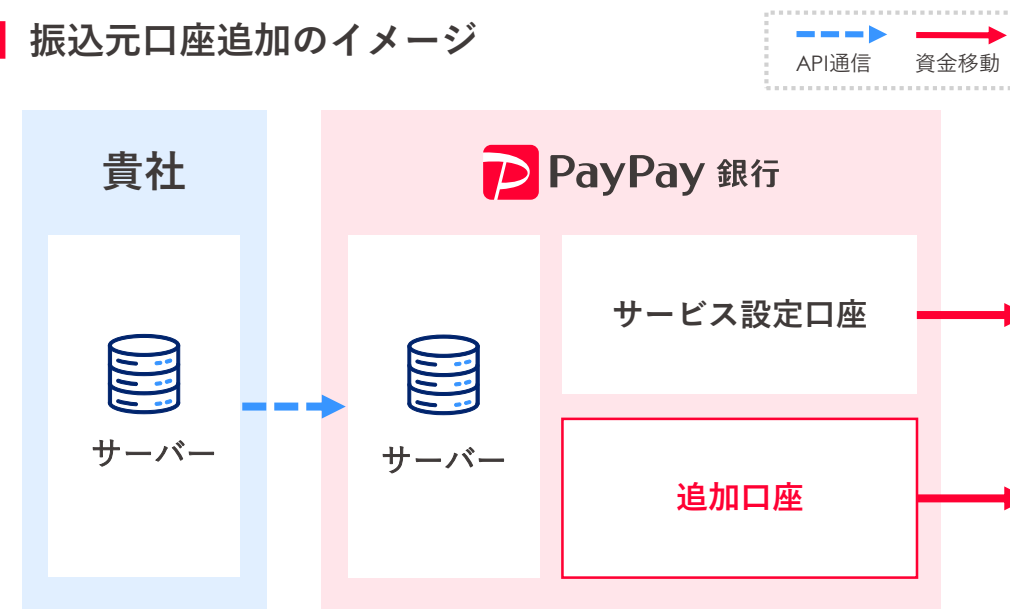 振込元口座追加のイメージ
API通信
資金移動
貴社
PayPay 銀行
サーバー
サーバー
サービス設定口座
追加口座